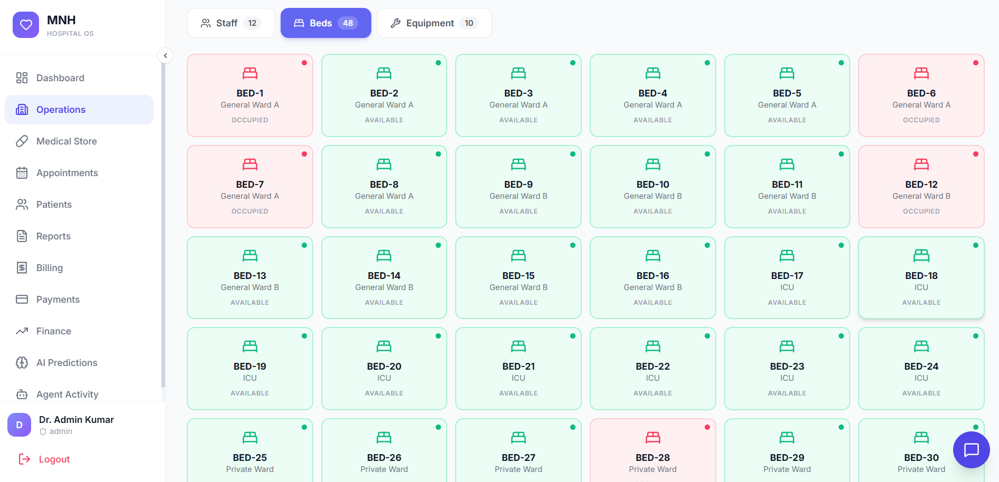 MNH
HOSPITAL OS
Dashboard
Operations
Medical Store
Appointments
Patients
Reports
Billing
Payments
Finance
AI Predictions
Agent Activity
D
Dr. Admin Kumar
admin
Logout
Staff 12
Beds 48
Equipment 10
BED-1
General Ward A
OCCUPIED
BED-2
General Ward A
AVAILABLE
BED-3
General Ward A
AVAILABLE
BED-4
General Ward A
AVAILABLE
BED-5
General Ward A
AVAILABLE
BED-6
General Ward A
OCCUPIED
BED-7
General Ward A
OCCUPIED
BED-8
General Ward A
AVAILABLE
BED-9
General Ward B
AVAILABLE
BED-10
General Ward B
AVAILABLE
BED-11
General Ward B
AVAILABLE
BED-12
General Ward B
OCCUPIED
BED-13
General Ward B
AVAILABLE
BED-14
General Ward B
AVAILABLE
BED-15
General Ward B
AVAILABLE
BED-16
General Ward B
AVAILABLE
BED-17
ICU
AVAILABLE
BED-18
ICU
AVAILABLE
BED-19
ICU
AVAILABLE
BED-20
ICU
AVAILABLE
BED-21
ICU
AVAILABLE
BED-22
ICU
AVAILABLE
BED-23
ICU
AVAILABLE
BED-24
ICU
AVAILABLE
BED-25
Private Ward
BED-26
Private Ward
BED-27
Private Ward
BED-28
Private Ward
BED-29
Private Ward
BED-30
Private Ward